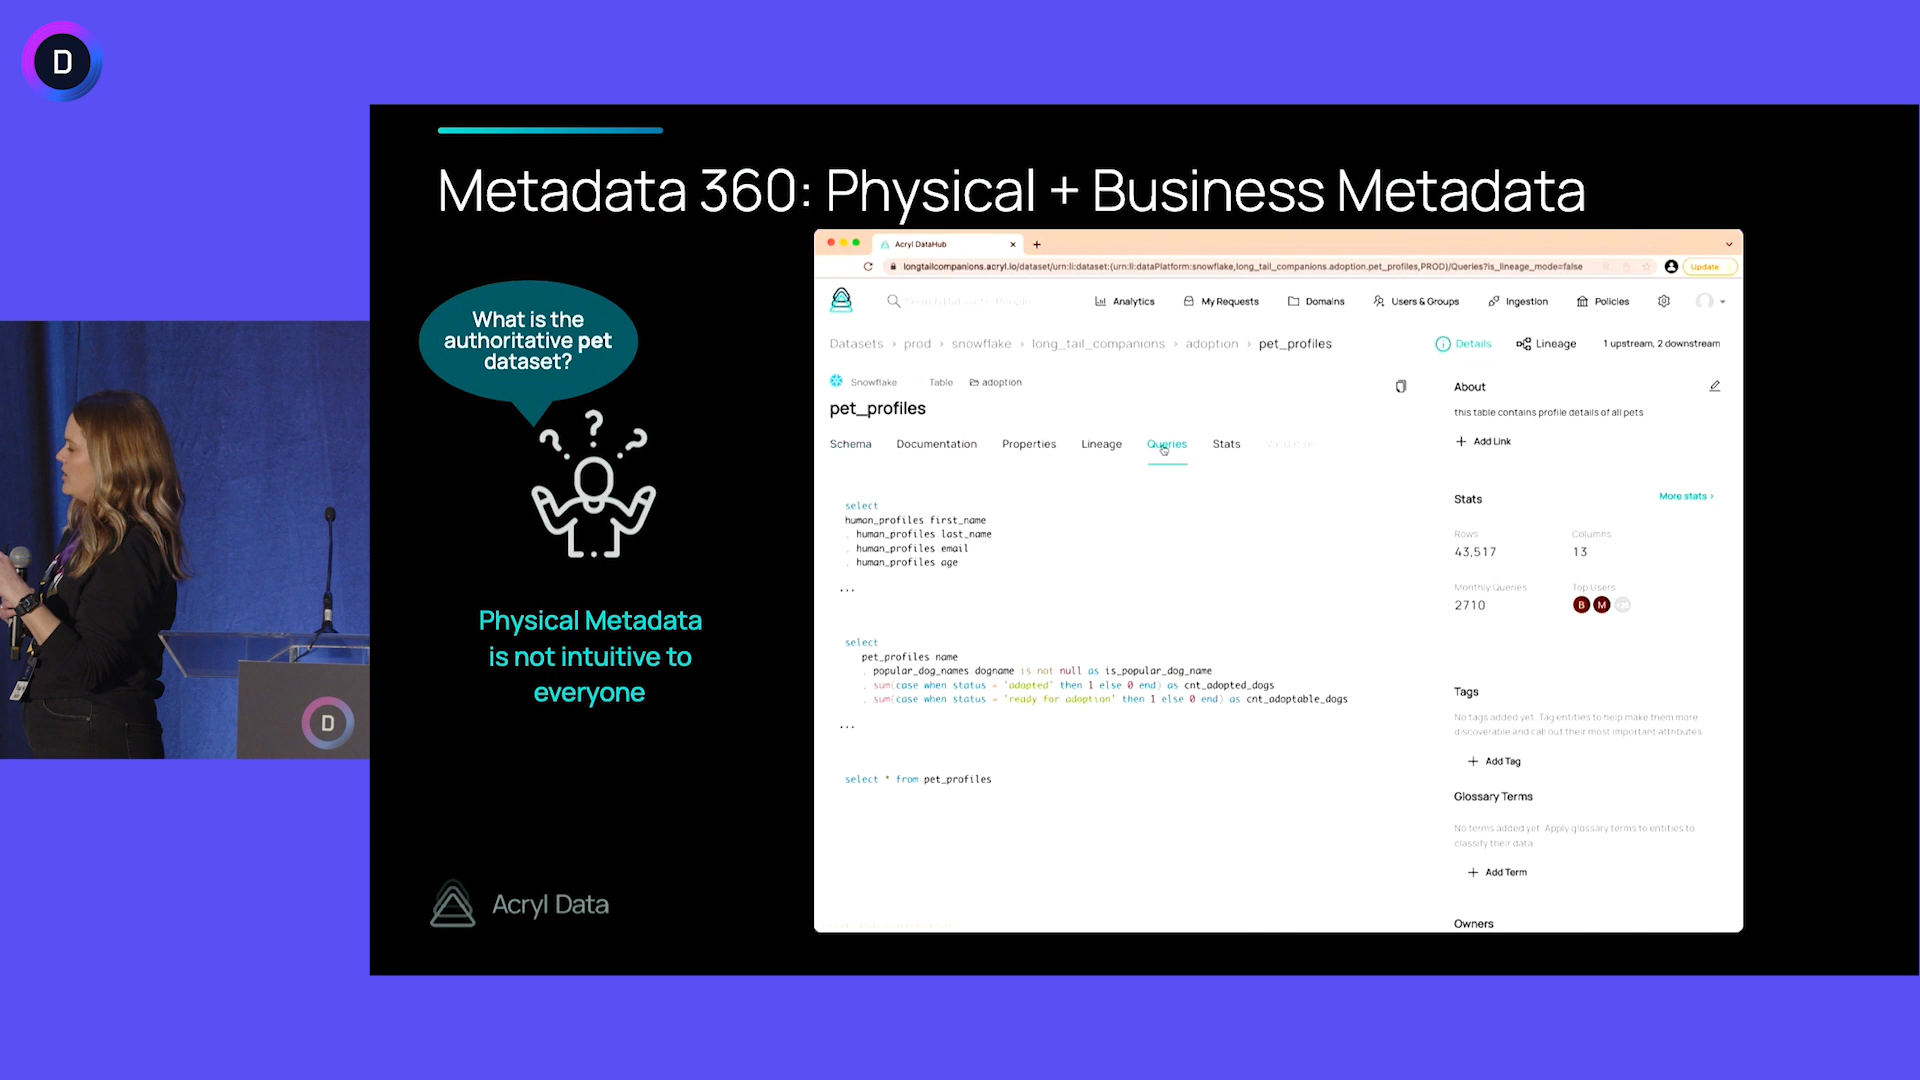 D
Metadata 360: Physical + Business Metadata
What is the
authoritative pet
dataset?
Physical Metadata
is not intuitive to
everyone
Acryl Data
D
Acryl DataHub
longtailcompanions.acryl.io/dataset/urn:li:dataset:(urn:li:dataPlatform:snowflake,long_tail_companions.adoption.pet_profiles,PROD)/Queries?is_lineage_mode=false
Update
Search Datasets, People,
Analytics
My Requests
Domains
Users & Groups
Ingestion
Policies
Datasets > prod > snowflake > long_tail_companions > adoption > pet_profiles
Details
Lineage
1 upstream, 2 downstream
Snowflake
Table
adoption
pet_profiles
Schema
Documentation
Properties
Lineage
Queries
Stats
Validation
select
human_profiles first_name
. human_profiles last_name
. human_profiles email
. human_profiles age
...
select
pet_profiles name
. popular_dog_names dogname is not null as is_popular_dog_name
. sum(case when status = 'adopted' then 1 else 0 end) as cnt_adopted_dogs
. sum(case when status = 'ready for adoption' then 1 else 0 end) as cnt_adoptable_dogs
...
select * from pet_profiles
About
this table contains profile details of all pets
+ Add Link
Stats
More stats >
Rows
Columns
43,517
13
Monthly Queries
Top Users
2710
B
M
Tags
No tags added yet. Tag entities to help make them more
discoverable and call out their most important attributes.
+ Add Tag
Glossary Terms
No terms added yet. Apply glossary terms to entities to
classify their data.
+ Add Term
Owners